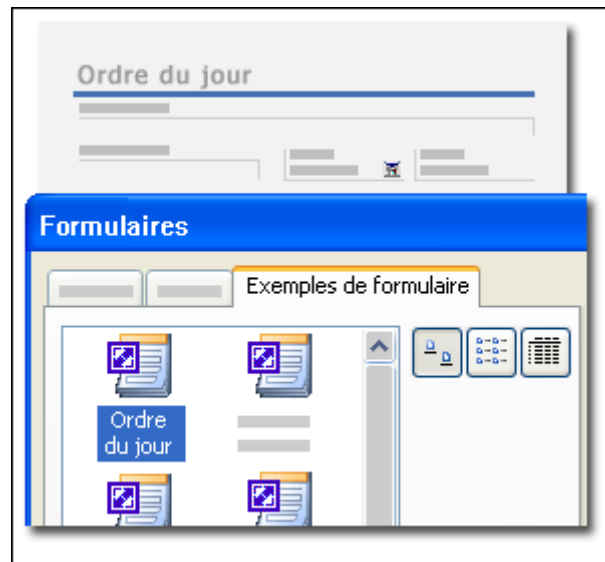 Ordre du jour
Formulaires
Exemples de formulaire
Ordre
du jour